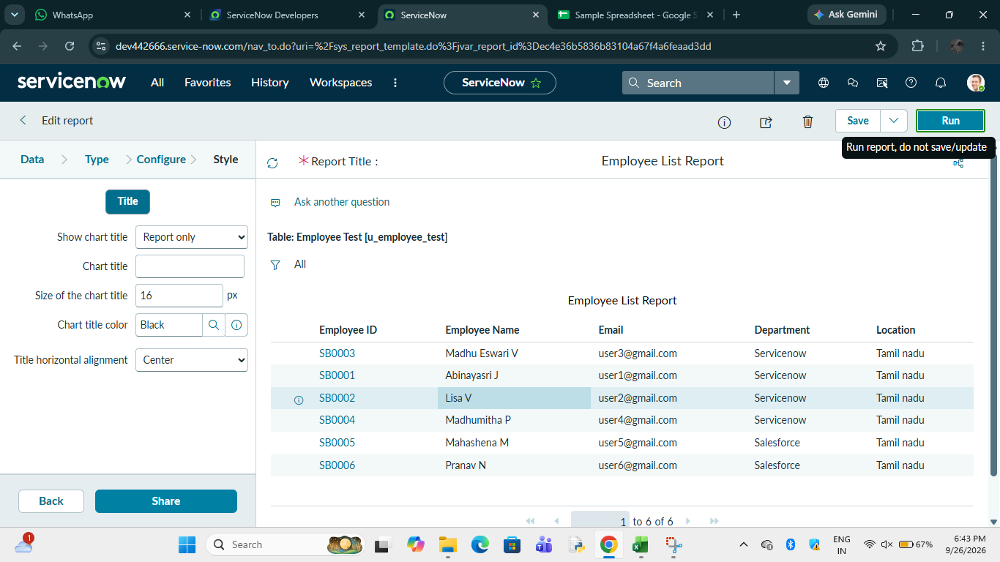 WhatsApp
ServiceNow Developers
ServiceNow
Sample Spreadsheet - Google S
Ask Gemini
dev442666.service-now.com/nav_to.do?uri=%2Fsys_report_template.do%3Fjvar_report_id%3Dec4e36b5836b83104a67f4a6feaad3dd
servicenow All Favorites History Workspaces ServiceNow Search
Edit report Save Run
Run report, do not save/update
Data Type Configure Style
Report Title : Employee List Report
Title
Ask another question
Show chart title Report only
Table: Employee Test [u_employee_test]
Chart title
All
Size of the chart title 16 px
Chart title color Black
Title horizontal alignment Center
Employee List Report
Employee ID Employee Name Email Department Location
SB0003 Madhu Eswari V user3@gmail.com Servicenow Tamil nadu
SB0001 Abinayasri J user1@gmail.com Servicenow Tamil nadu
SB0002 Lisa V user2@gmail.com Servicenow Tamil nadu
SB0004 Madhumitha P user4@gmail.com Servicenow Tamil nadu
SB0005 Mahashena M user5@gmail.com Salesforce Tamil nadu
SB0006 Pranav N user6@gmail.com Salesforce Tamil nadu
Back Share
1 to 6 of 6
1
Search
ENG
IN
67%
6:43 PM
9/26/2026